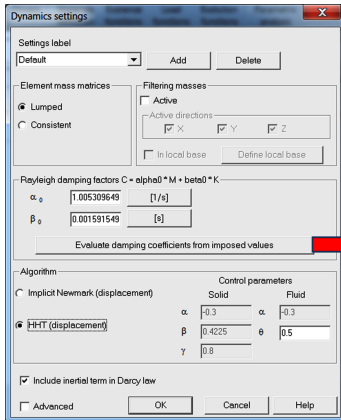 Dynamics settings
Settings label
Default Add Delete
Element mass matrices
Lumped
Consistent
Filtering masses
Active
Active directions
X Y Z
In local base Define local base
Rayleigh damping factors C = alpha0 * M + beta0 * K
α 0 1.005309649 [1/s]
β 0 0.001591549 [s]
Evaluate damping coefficients from imposed values
Algorithm
Implicit Newmark (displacement)
HHT (displacement)
Control parameters
Solid Fluid
α -0.3 α -0.3
β 0.4225 θ 0.5
γ 0.8
Include inertial term in Darcy law
Advanced OK Cancel Help